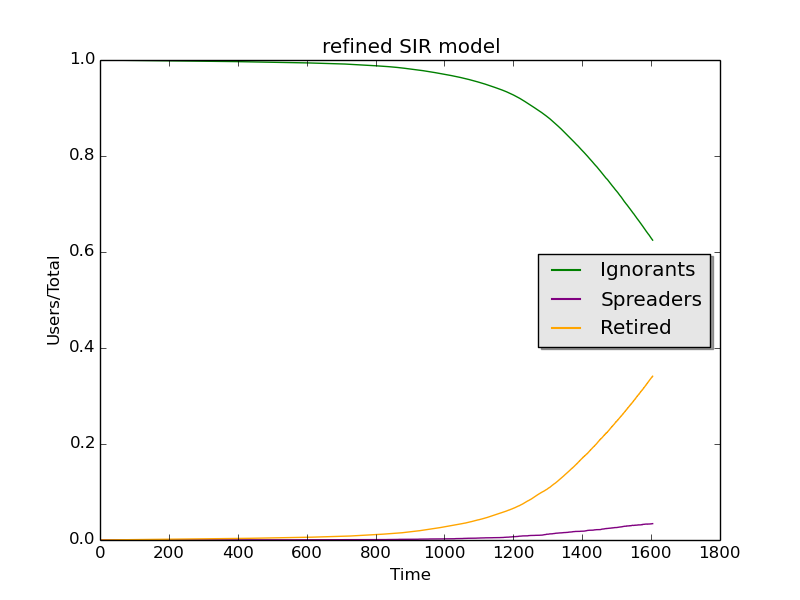 refined SIR model
1.0
0.8
0.6
0.4
0.2
0.0
Users/Total
Ignorants
Spreaders
Retired
0 200 400 600 800 1000 1200 1400 1600 1800
Time